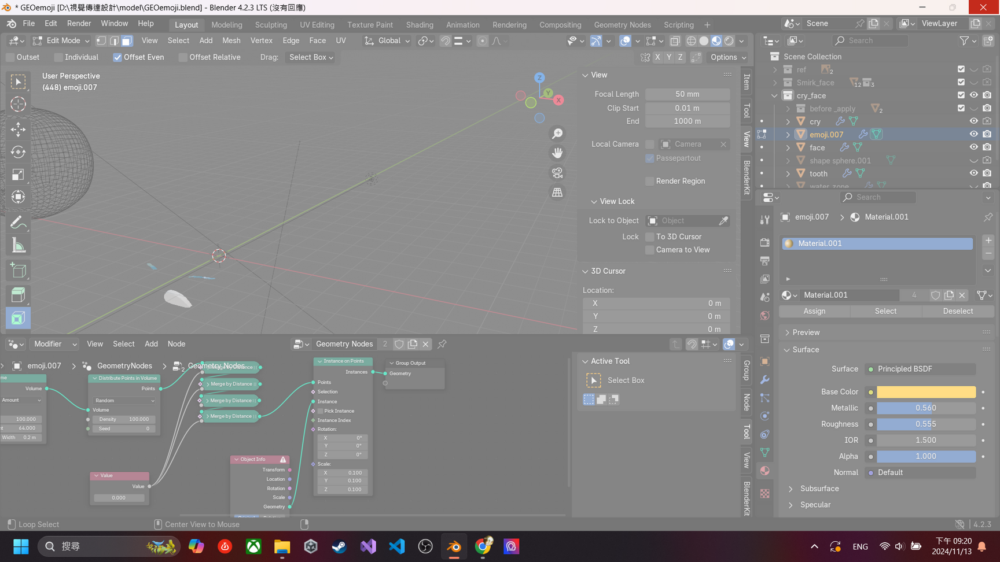 * GEOemoji [D:\視覺傳達設計\model\GEOemoji.blend] - Blender 4.2.3 LTS (沒有回應)
File Edit Render Window Help
Layout Modeling Sculpting UV Editing Texture Paint Shading Animation Rendering Compositing Geometry Nodes Scripting +
Scene
ViewLayer
Edit Mode
View Select Add Mesh Vertex Edge Face UV
Global
Search
Outset Individual Offset Even Offset Relative Drag: Select Box
X Y Z
Options
User Perspective
(448) emoji.007
Z
Y
X
View
Focal Length 50 mm
Clip Start 0.01 m
End 1000 m
Local Camera Camera
Passepartout
Render Region
View Lock
Lock to Object Object
Lock To 3D Cursor
Camera to View
3D Cursor
Location:
X 0 m
Y 0 m
Z 0 m
Item
Tool
View
BlenderKit
Scene Collection
ref 2
Smirk_face 12 3
cry_face
before _apply 2
cry
emoji.007
face
shape sphere.001
tooth
water_zone
Search
emoji.007 > Material.001
Material.001
Material.001 4
Assign Select Deselect
Preview
Surface
Surface Principled BSDF
Base Color
Metallic 0.560
Roughness 0.555
IOR 1.500
Alpha 1.000
Normal Default
Subsurface
Specular
Modifier
View Select Add Node
Geometry Nodes 2
emoji.007 > GeometryNodes > 2 Geometry Nodes
me
Volume
Amount
100.000
t 64.000
Width 0.2 m
Distribute Points in Volume
Points
Random
Volume
Density 100.000
Seed 0
Merge by Distance
Merge by Distance
Merge by Distance
Merge by Distance
Value
Value
0.000
Object Info
Transform
Location
Rotation
Scale
Geometry
Original Relative
Instance on Points
Instances
Points
Selection
Instance
Pick Instance
Instance Index
Rotation:
X 0°
Y 0°
Z 0°
Scale:
X 0.100
Y 0.100
Z 0.100
Group Output
Geometry
Active Tool
Select Box
Group
Node
Tool
View
BlenderKit
Loop Select
Center View to Mouse
4.2.3
搜尋
ENG
下午 09:20
2024/11/13